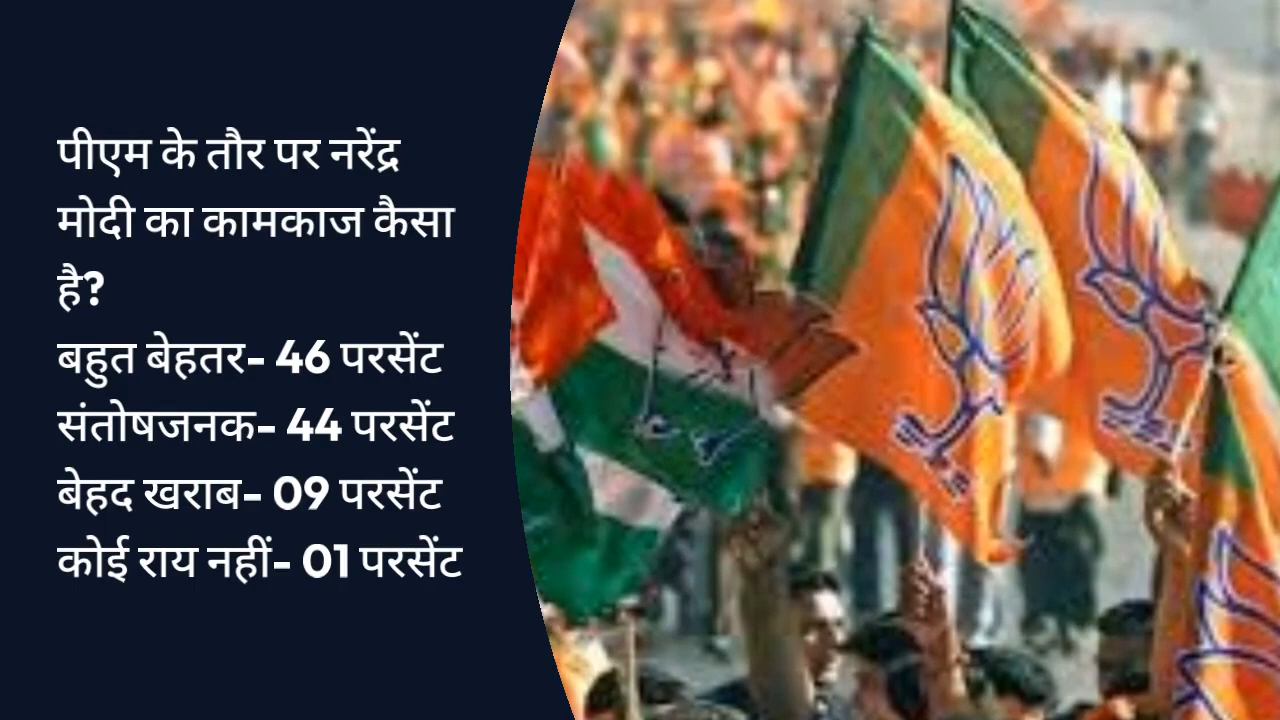 पीएम के तौर पर नरेंद्र
मोदी का कामकाज कैसा
है?
बहुत बेहतर- 46 परसेंट
संतोषजनक- 44 परसेंट
बेहद खराब- 09 परसेंट
कोई राय नहीं- 01 परसेंट